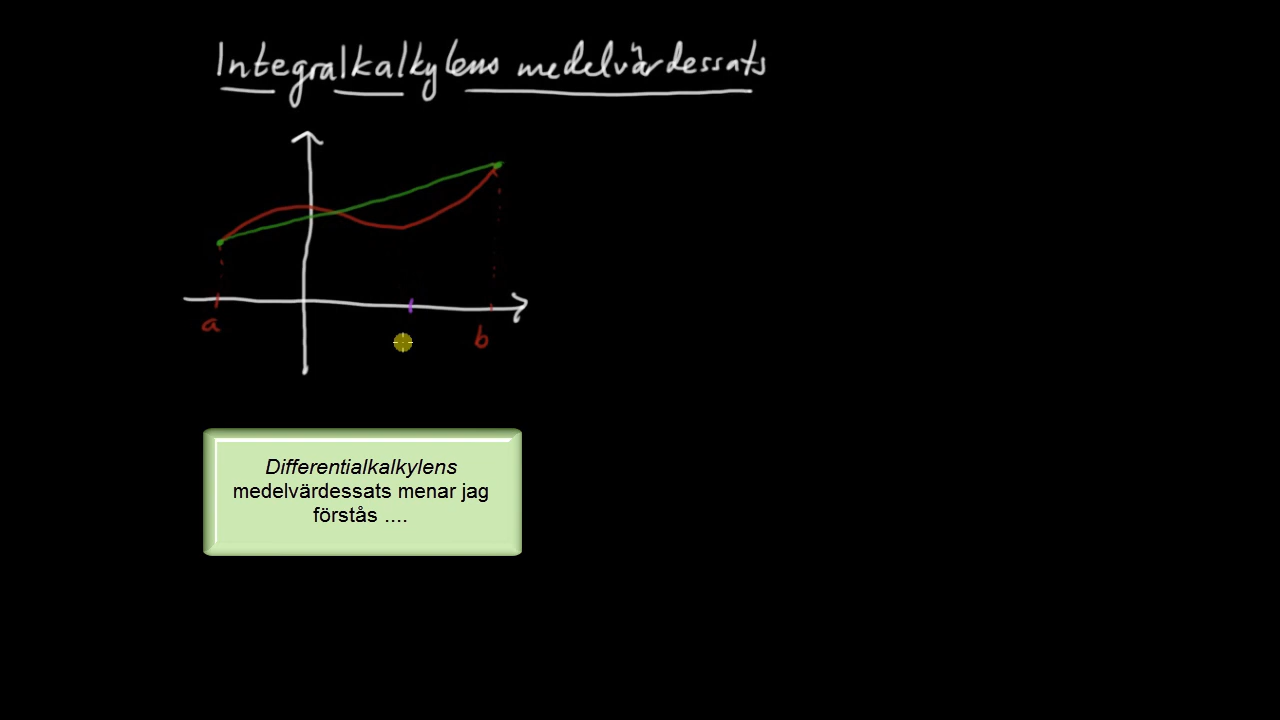 Integralkalkylens medelvärdessats
a
b
Differentialkalkylens
medelvärdessats menar jag
förstås ....